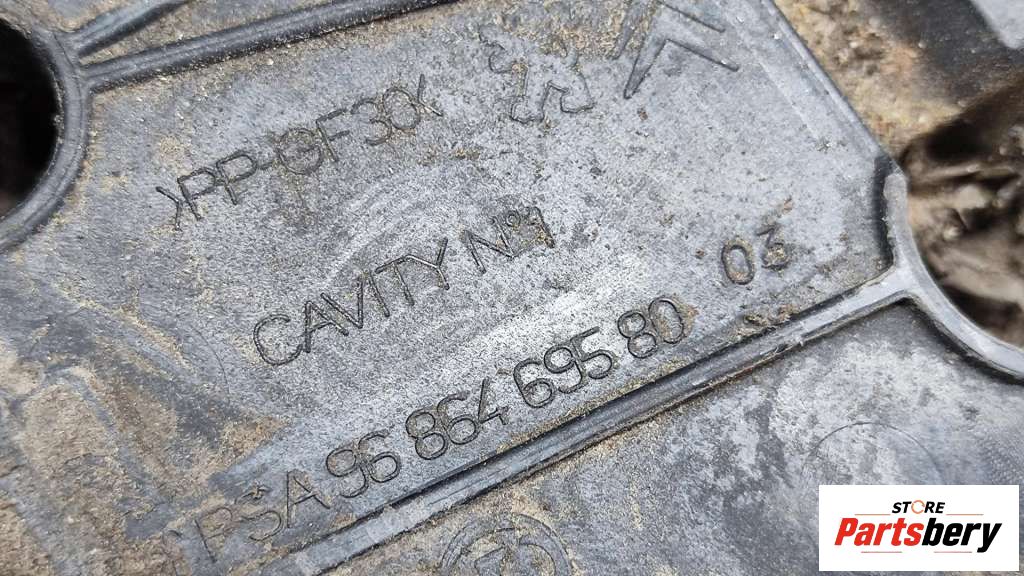 >PP-GF30<
CAVITY N°1
PSA 96 864 695 80 03
STORE
Partsbery